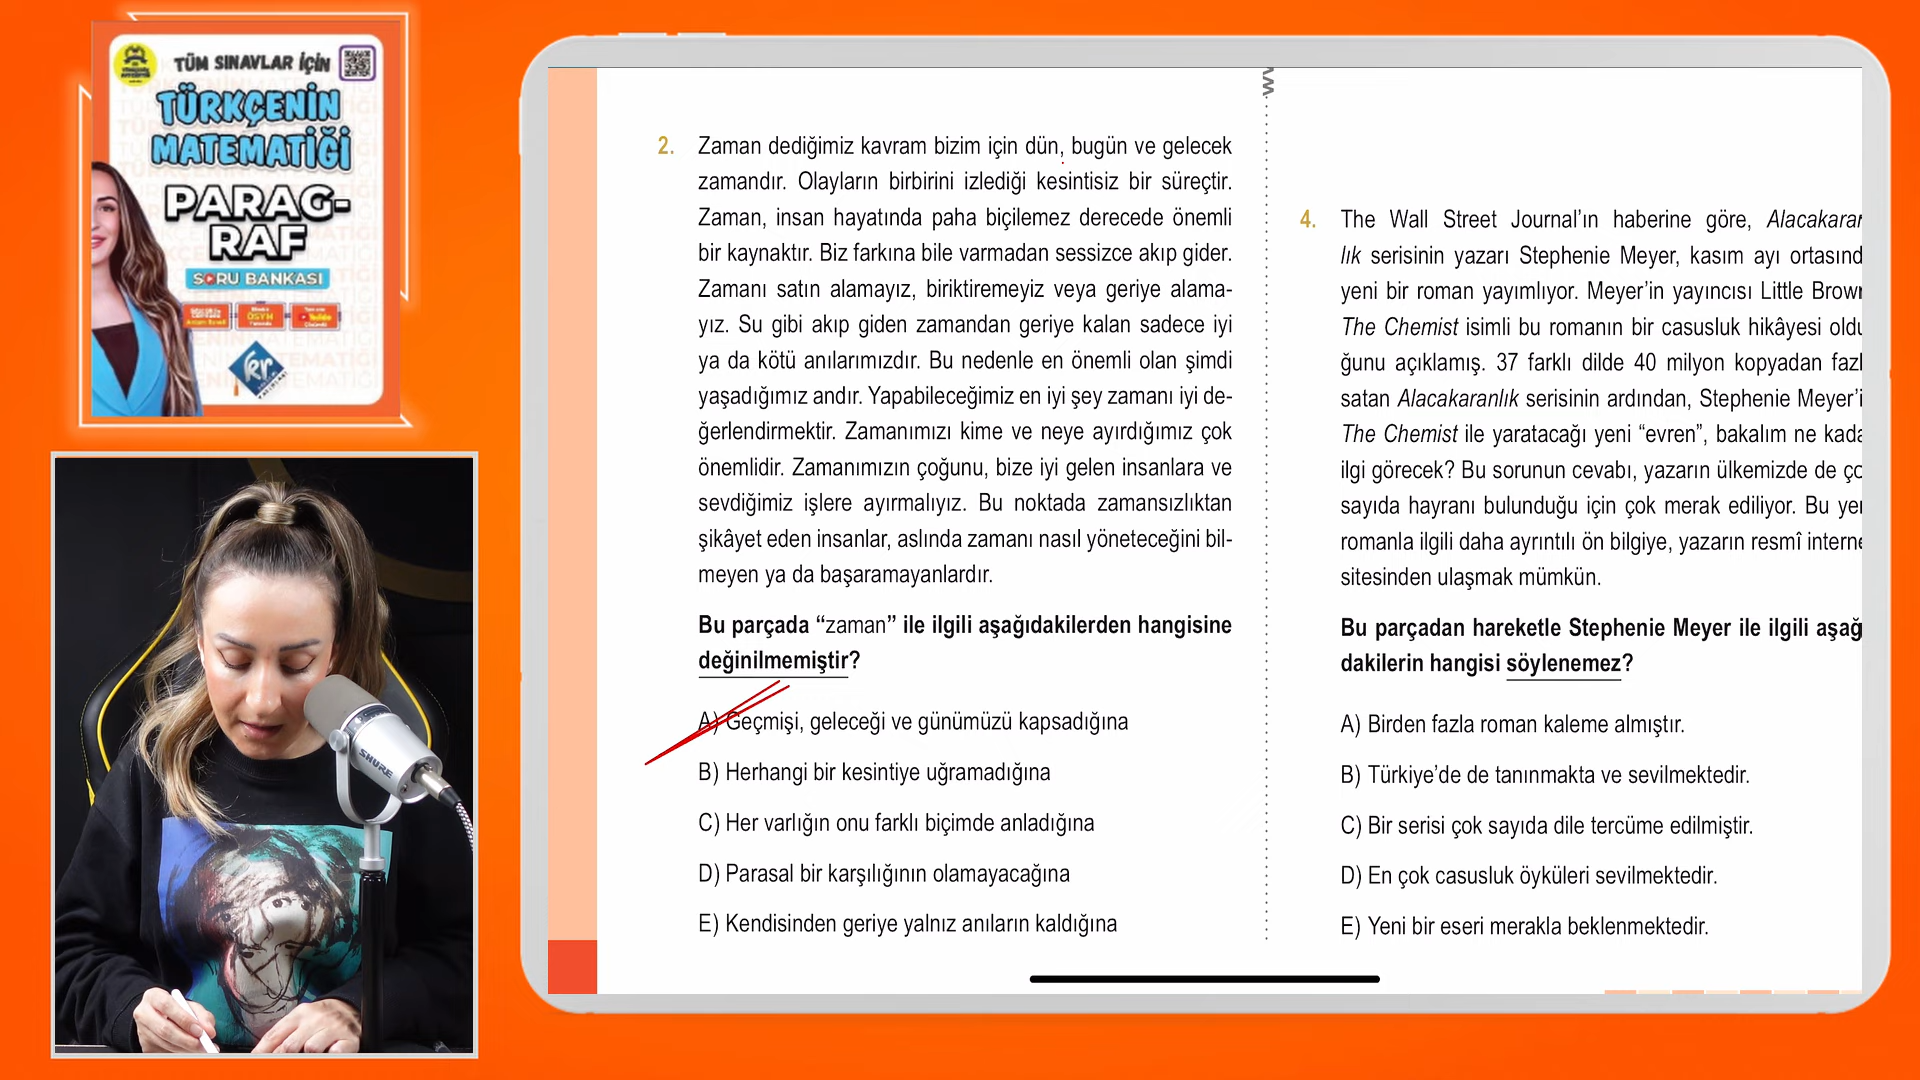 TÜM SINAVLAR İÇİN
TÜRKÇENİN
MATEMATİĞİ
PARAG-
RAF
SORU BANKASI
ÖSYM
SHURE
2. Zaman dediğimiz kavram bizim için dün, bugün ve gelecek
zamandır. Olayların birbirini izlediği kesintisiz bir süreçtir.
Zaman, insan hayatında paha biçilemez derecede önemli
bir kaynaktır. Biz farkına bile varmadan sessizce akıp gider.
Zamanı satın alamayız, biriktiremeyiz veya geriye alama-
yız. Su gibi akıp giden zamandan geriye kalan sadece iyi
ya da kötü anılarımızdır. Bu nedenle en önemli olan şimdi
yaşadığımız andır. Yapabileceğimiz en iyi şey zamanı iyi de-
ğerlendirmektir. Zamanımızı kime ve neye ayırdığımız çok
önemlidir. Zamanımızın çoğunu, bize iyi gelen insanlara ve
sevdiğimiz işlere ayırmalıyız. Bu noktada zamansızlıktan
şikâyet eden insanlar, aslında zamanı nasıl yöneteceğini bil-
meyen ya da başaramayanlardır.
Bu parçada “zaman” ile ilgili aşağıdakilerden hangisine
değinilmemiştir?
A) Geçmişi, geleceği ve günümüzü kapsadığına
B) Herhangi bir kesintiye uğramadığına
C) Her varlığın onu farklı biçimde anladığına
D) Parasal bir karşılığının olamayacağına
E) Kendisinden geriye yalnız anıların kaldığına
4. The Wall Street Journal’ın haberine göre, Alacakaran
lık serisinin yazarı Stephenie Meyer, kasım ayı ortasınd
yeni bir roman yayımlıyor. Meyer’in yayıncısı Little Brown
The Chemist isimli bu romanın bir casusluk hikâyesi oldu
ğunu açıklamış. 37 farklı dilde 40 milyon kopyadan fazl
satan Alacakaranlık serisinin ardından, Stephenie Meyer’i
The Chemist ile yaratacağı yeni “evren”, bakalım ne kada
ilgi görecek? Bu sorunun cevabı, yazarın ülkemizde de ço
sayıda hayranı bulunduğu için çok merak ediliyor. Bu yen
romanla ilgili daha ayrıntılı ön bilgiye, yazarın resmî interne
sitesinden ulaşmak mümkün.
Bu parçadan hareketle Stephenie Meyer ile ilgili aşağ
dakilerin hangisi söylenemez?
A) Birden fazla roman kaleme almıştır.
B) Türkiye’de de tanınmakta ve sevilmektedir.
C) Bir serisi çok sayıda dile tercüme edilmiştir.
D) En çok casusluk öyküleri sevilmektedir.
E) Yeni bir eseri merakla beklenmektedir.